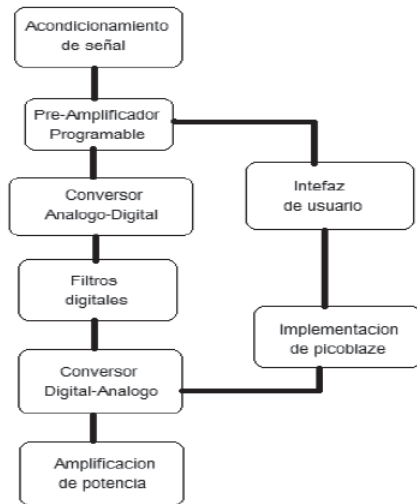 Acondicionamiento
de señal
Pre-Amplificador
Programable
Conversor
Analogo-Digital
Intefaz
de usuario
Filtros
digitales
Implementacion
de picoblaze
Conversor
Digital-Analogo
Amplificacion
de potencia